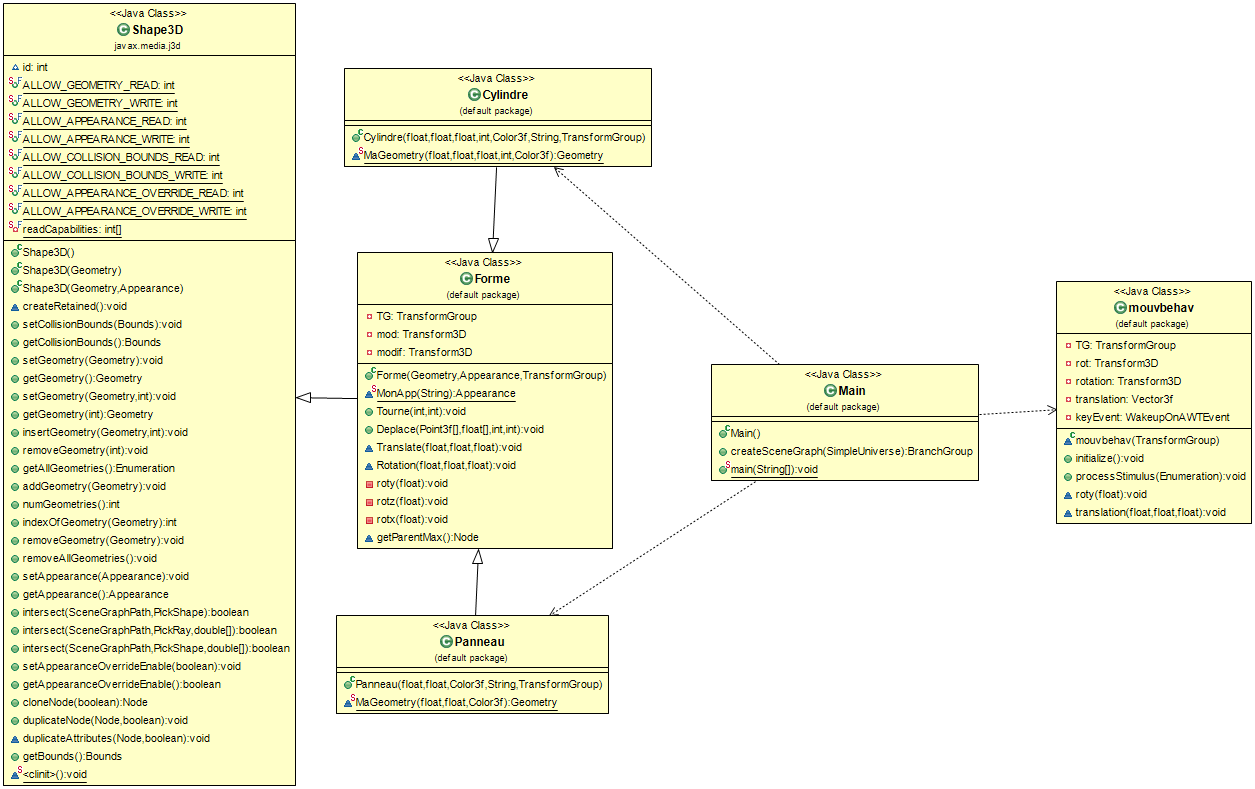 <<Java Class>>
Shape3D
javax.media.j3d
id: int
ALLOW_GEOMETRY_READ: int
ALLOW_GEOMETRY_WRITE: int
ALLOW_APPEARANCE_READ: int
ALLOW_APPEARANCE_WRITE: int
ALLOW_COLLISION_BOUNDS_READ: int
ALLOW_COLLISION_BOUNDS_WRITE: int
ALLOW_APPEARANCE_OVERRIDE_READ: int
ALLOW_APPEARANCE_OVERRIDE_WRITE: int
readCapabilities: int[]
Shape3D()
Shape3D(Geometry)
Shape3D(Geometry,Appearance)
createRetained():void
setCollisionBounds(Bounds):void
getCollisionBounds():Bounds
setGeometry(Geometry):void
getGeometry():Geometry
setGeometry(Geometry,int):void
getGeometry(int):Geometry
insertGeometry(Geometry,int):void
removeGeometry(int):void
getAllGeometries():Enumeration
addGeometry(Geometry):void
numGeometries():int
indexOfGeometry(Geometry):int
removeGeometry(Geometry):void
removeAllGeometries():void
setAppearance(Appearance):void
getAppearance():Appearance
intersect(SceneGraphPath,PickShape):boolean
intersect(SceneGraphPath,PickRay,double[]):boolean
intersect(SceneGraphPath,PickShape,double[]):boolean
setAppearanceOverrideEnable(boolean):void
getAppearanceOverrideEnable():boolean
cloneNode(boolean):Node
duplicateNode(Node,boolean):void
duplicateAttributes(Node,boolean):void
getBounds():Bounds
<clinit>():void
<<Java Class>>
Cylindre
(default package)
Cylindre(float,float,float,int,Color3f,String,TransformGroup)
MaGeometry(float,float,float,int,Color3f):Geometry
<<Java Class>>
Forme
(default package)
TG: TransformGroup
mod: Transform3D
modif: Transform3D
Forme(Geometry,Appearance,TransformGroup)
MonApp(String):Appearance
Tourne(int,int):void
Deplace(Point3f[],float[],int,int):void
Translate(float,float,float):void
Rotation(float,float,float):void
roty(float):void
rotz(float):void
rotx(float):void
getParentMax():Node
<<Java Class>>
Panneau
(default package)
Panneau(float,float,Color3f,String,TransformGroup)
MaGeometry(float,float,Color3f):Geometry
<<Java Class>>
Main
(default package)
Main()
createSceneGraph(SimpleUniverse):BranchGroup
main(String[]):void
<<Java Class>>
mouvbehav
(default package)
TG: TransformGroup
rot: Transform3D
rotation: Transform3D
translation: Vector3f
keyEvent: WakeupOnAWTEvent
mouvbehav(TransformGroup)
initialize():void
processStimulus(Enumeration):void
roty(float):void
translation(float,float,float):void